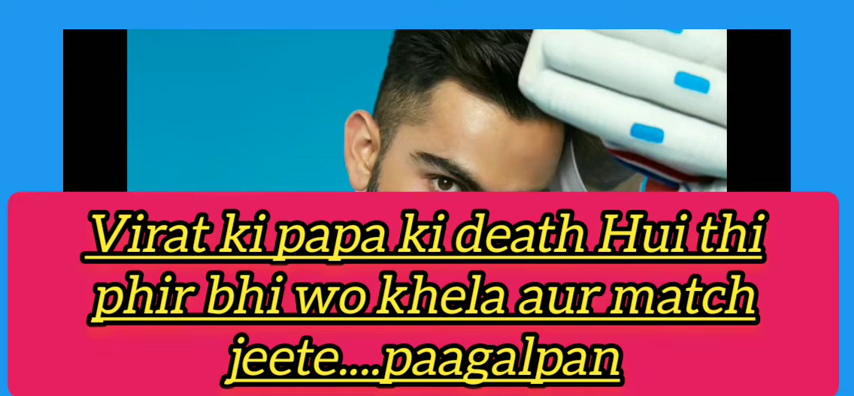 Virat ki papa ki death Hui thi
phir bhi wo khela aur match
jeete....paagalpan